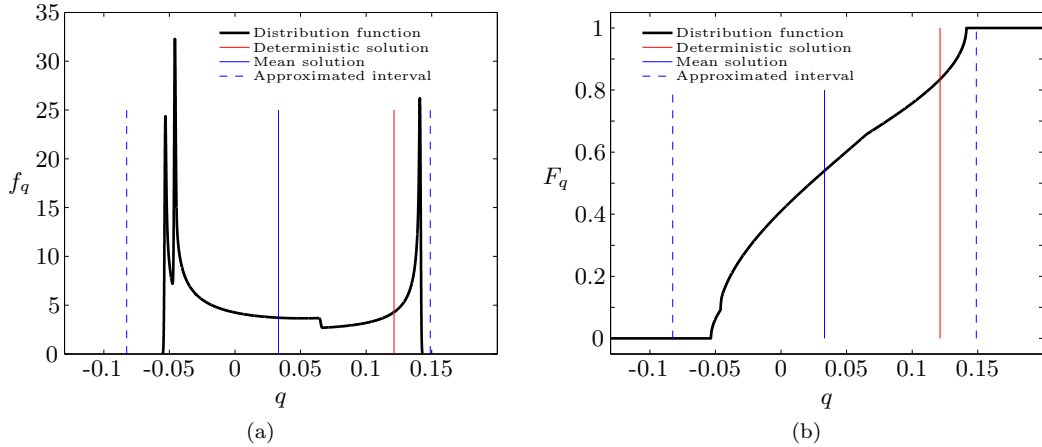 35
30
25
20
15
10
5
0
f_q
-0.1 -0.05 0 0.05 0.1 0.15
q
Distribution function
Deterministic solution
Mean solution
Approximated interval
(a)
1
0.8
0.6
0.4
0.2
0
F_q
-0.1 -0.05 0 0.05 0.1 0.15
q
Distribution function
Deterministic solution
Mean solution
Approximated interval
(b)